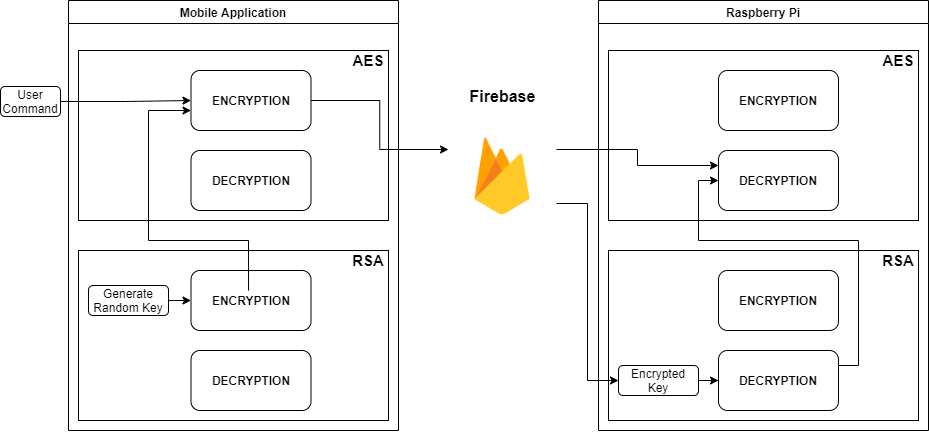 Mobile Application
AES
User
Command
ENCRYPTION
DECRYPTION
RSA
Generate
Random Key
ENCRYPTION
DECRYPTION
Firebase
Raspberry Pi
AES
ENCRYPTION
DECRYPTION
RSA
ENCRYPTION
Encrypted
Key
DECRYPTION